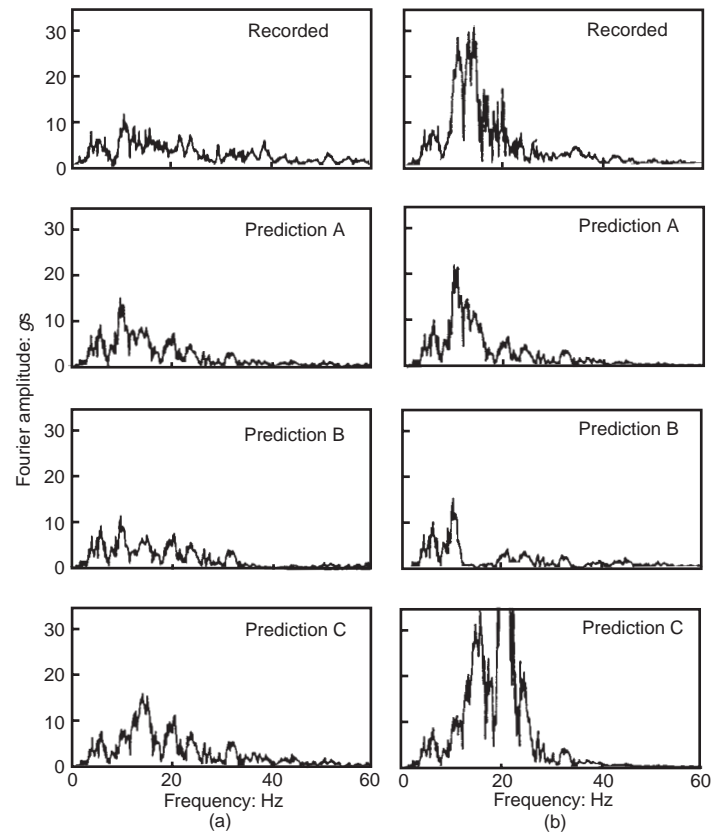 30
20
10
0
Recorded
Recorded
30
20
10
0
Prediction A
Prediction A
30
20
10
0
Prediction B
Prediction B
30
20
10
0
Prediction C
Prediction C
Fourier amplitude: gs
0 20 40 60
0 20 40 60
Frequency: Hz
Frequency: Hz
(a)
(b)